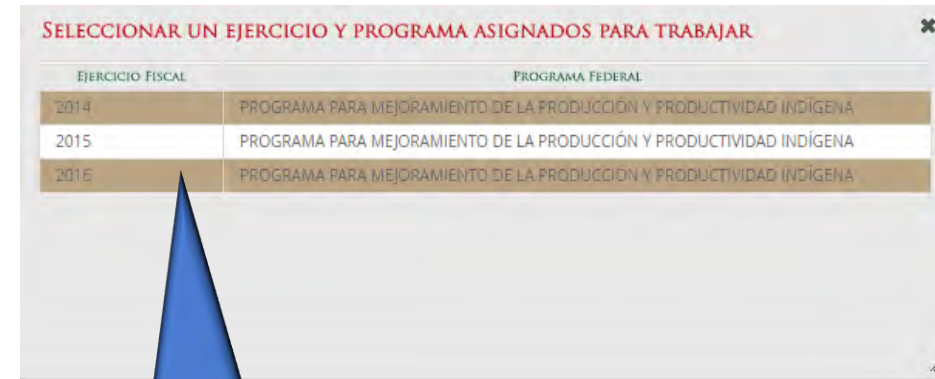 SELECCIONAR UN EJERCICIO Y PROGRAMA ASIGNADOS PARA TRABAJAR
EJERCICIO FISCAL PROGRAMA FEDERAL
2014 PROGRAMA PARA MEJORAMIENTO DE LA PRODUCCIÓN Y PRODUCTIVIDAD INDÍGENA
2015 PROGRAMA PARA MEJORAMIENTO DE LA PRODUCCIÓN Y PRODUCTIVIDAD INDÍGENA
2016 PROGRAMA PARA MEJORAMIENTO DE LA PRODUCCIÓN Y PRODUCTIVIDAD INDÍGENA